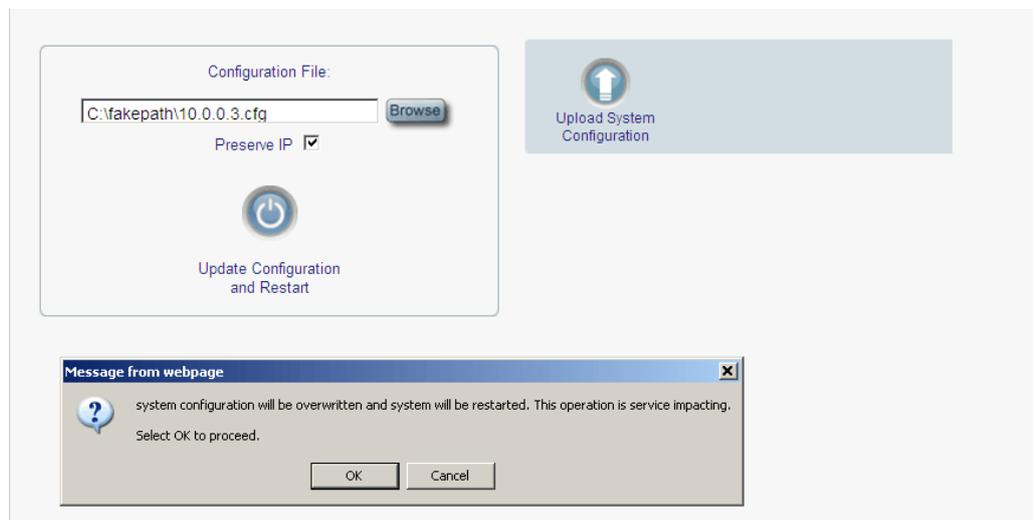 Configuration File:
C:\fakepath\10.0.0.3.cfg
Browse
Preserve IP
Update Configuration
and Restart
Upload System
Configuration
Message from webpage
system configuration will be overwritten and system will be restarted. This operation is service impacting.
Select OK to proceed.
OK
Cancel